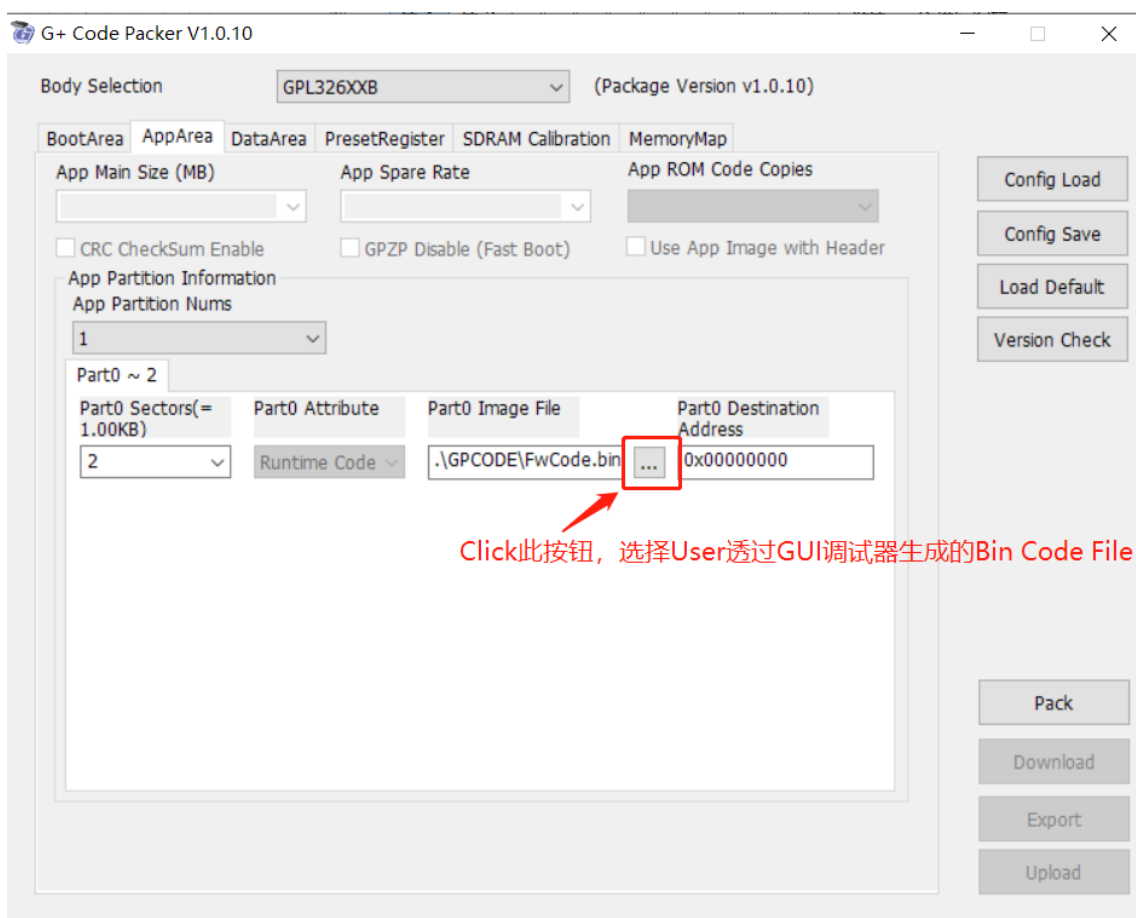 G+ Code Packer V1.0.10
Body Selection
GPL326XXB
(Package Version v1.0.10)
BootArea
AppArea
DataArea
PresetRegister
SDRAM Calibration
MemoryMap
App Main Size (MB)
App Spare Rate
App ROM Code Copies
CRC CheckSum Enable
GPZP Disable (Fast Boot)
Use App Image with Header
App Partition Information
App Partition Nums
1
Part0 ~ 2
Part0 Sectors(=
1.00KB)
Part0 Attribute
Part0 Image File
Part0 Destination
Address
2
Runtime Code
.\GPCODE\FwCode.bin
...
0x00000000
Click此按钮，选择User透过GUI调试器生成的Bin Code File
Config Load
Config Save
Load Default
Version Check
Pack
Download
Export
Upload